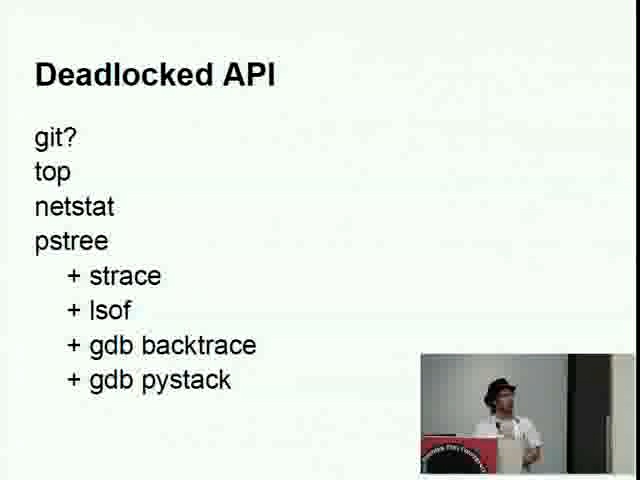 Deadlocked API
git?
top
netstat
pstree
+ strace
+ lsof
+ gdb backtrace
+ gdb pystack